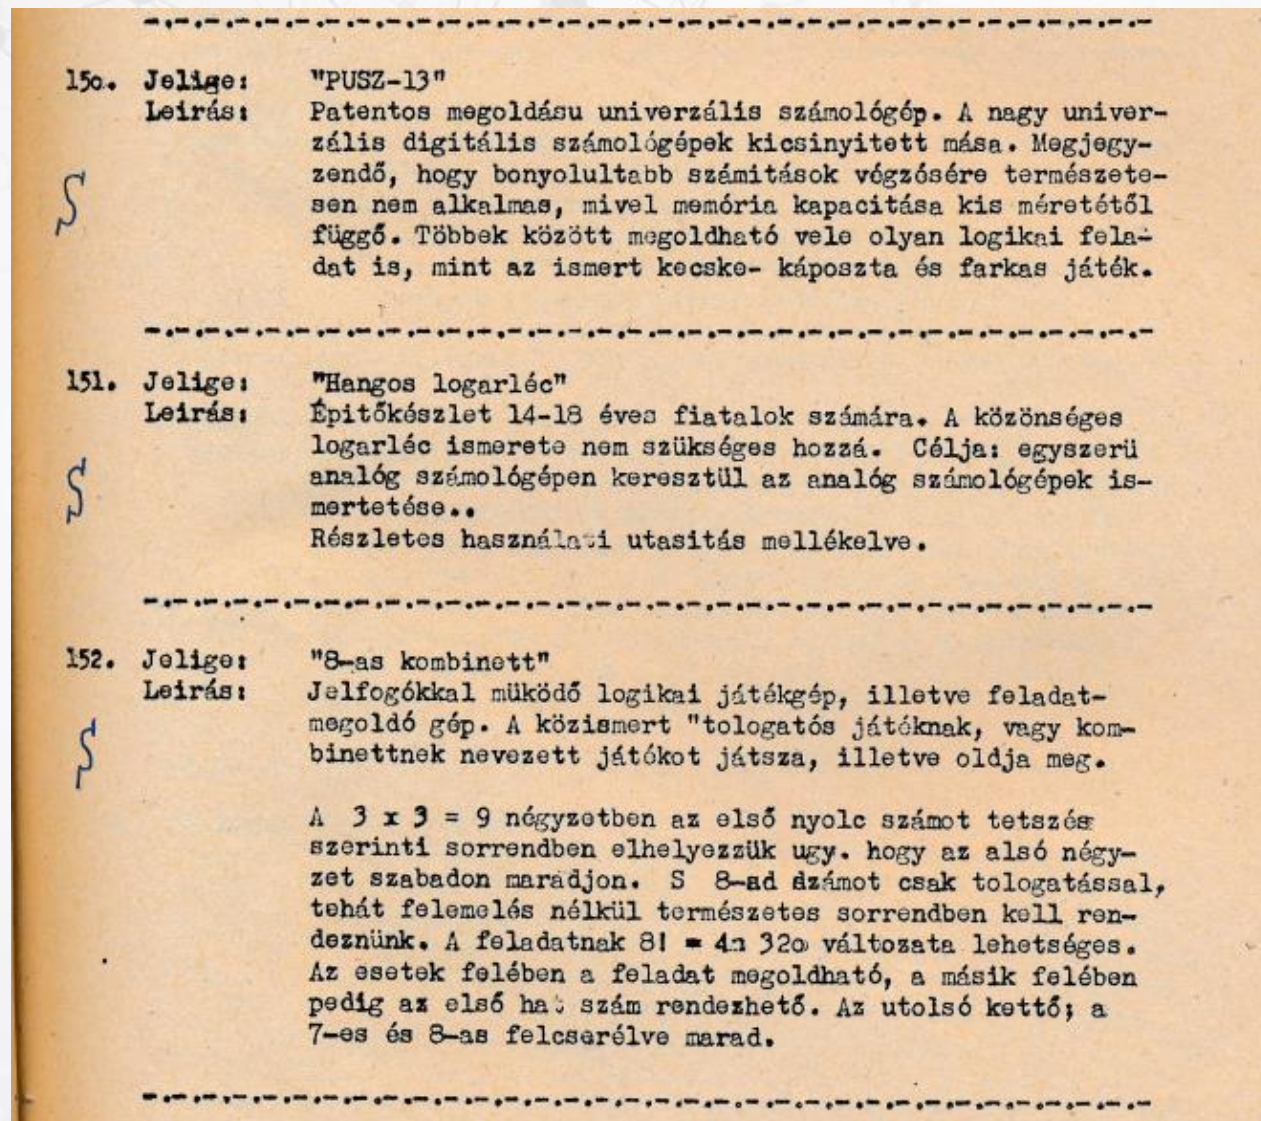 150. Jelige: "PUSZ-13"
Leirás: Patentos megoldásu univerzális számológép. A nagy univer-
zális digitális számológépek kicsinyitett mása. Megjegy-
zendő, hogy bonyolultabb számitások végzésére természete-
sen nem alkalmas, mivel memória kapacitása kis méretétől
függő. Többek között megoldható vele olyan logikai fela-
dat is, mint az ismert kecske- káposzta és farkas játék.
151. Jelige: "Hangos logarléc"
Leirás: Épitőkészlet 14-18 éves fiatalok számára. A közönséges
logarléc ismerete nem szükséges hozzá. Célja: egyszerü
analóg számológépen keresztül az analóg számológépek is-
mertetése..
Részletes használati utasitás mellékelve.
152. Jelige: "8-as kombinett"
Leirás: Jelfogókkal müködő logikai játékgép, illetve feladat-
megoldó gép. A közismert "tologatós játéknak, vagy kom-
binettnek nevezett játékot játsza, illetve oldja meg.
A 3 x 3 = 9 négyzetben az első nyolc számot tetszés
szerinti sorrendben elhelyezzük ugy. hogy az alsó négy-
zet szabadon maradjon. S 8-ad dzámot csak tologatással,
tehát felemelés nélkül természetes sorrendben kell ren-
deznünk. A feladatnak 8! = 320 változata lehetséges.
Az esetek felében a feladat megoldható, a másik felében
pedig az első hat szám rendezhető. Az utolsó kettő; a
7-es és 8-as felcserélve marad.